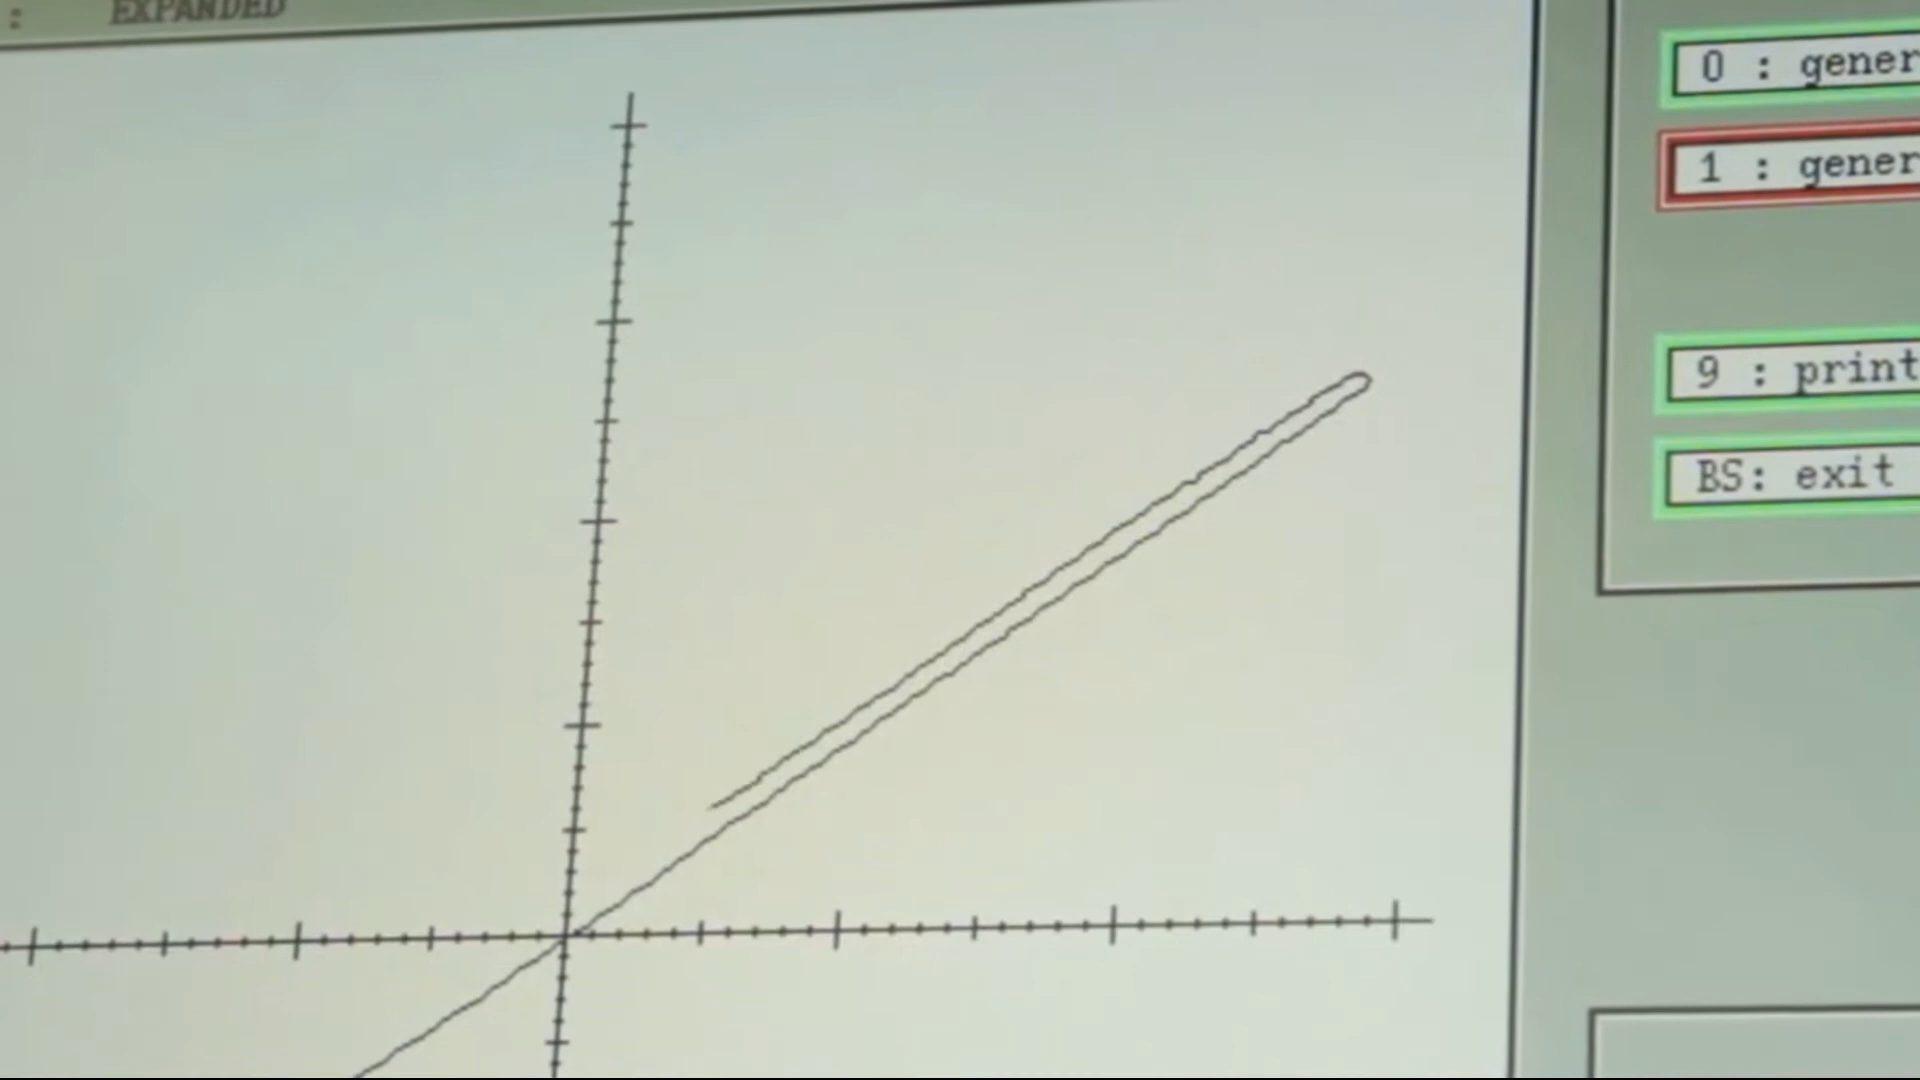 : EXPANDED
0 : gener
1 : gener
9 : print
BS: exit